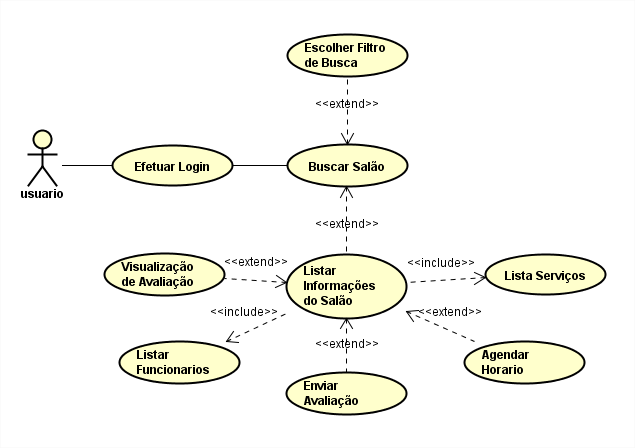 Escolher Filtro
de Busca
<<extend>>
usuario
Efetuar Login
Buscar Salão
<<extend>>
Visualização
de Avaliação
<<extend>>
Listar
Informações
do Salão
<<include>>
Lista Serviços
<<include>>
<<extend>>
Listar
Funcionarios
<<extend>>
Agendar
Horario
Enviar
Avaliação